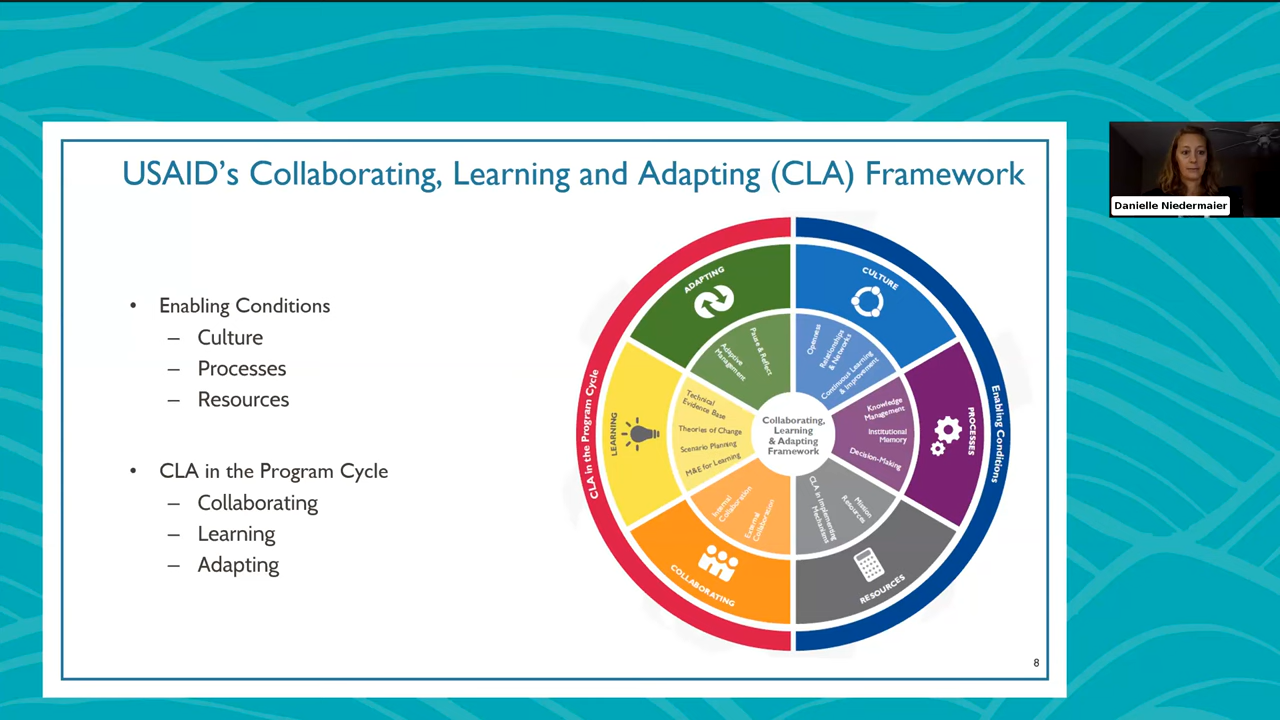 USAID's Collaborating, Learning and Adapting (CLA) Framework
• Enabling Conditions
– Culture
– Processes
– Resources
• CLA in the Program Cycle
– Collaborating
– Learning
– Adapting
CLA in the Program Cycle
Enabling Conditions
ADAPTING
Adaptive
Management
Pause & Reflect
CULTURE
Openness
Relationships
& Networks
Continuous Learning
& Improvement
LEARNING
Technical
Evidence Base
Theories of Change
Scenario Planning
M&E for Learning
Collaborating,
Learning
& Adapting
Framework
PROCESSES
Knowledge
Management
Institutional
Memory
Decision-Making
COLLABORATING
Internal
Collaboration
External
Collaboration
RESOURCES
CLA in Implementing
Mechanisms
Mission
Resources
8
Danielle Niedermaier